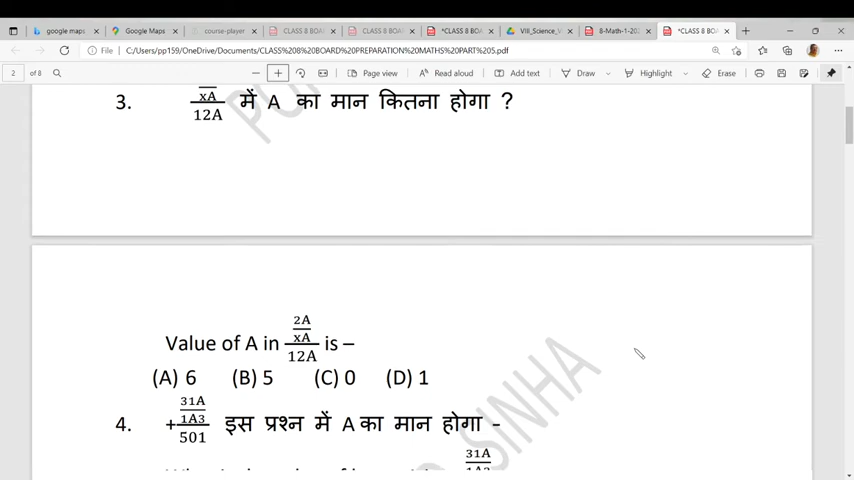 google maps
Google Maps
course-player
CLASS 8 BOA
CLASS 8 BOA
*CLASS 8 BOA
VIII_Science_V
8-Math-1-202
*CLASS 8 BOA
File
C:/Users/pp159/OneDrive/Documents/CLASS%208%20BOARD%20PREPARATION%20MATHS%20PART%205.pdf
2 of 8
Page view
Read aloud
Add text
Draw
Highlight
Erase
3.
xA
12A
में A का मान कितना होगा ?
2A
Value of A in xA is –
12A
(A) 6 (B) 5 (C) 0 (D) 1
31A
4. + 1A3 इस प्रश्न में A का मान होगा -
501
31A
1A3
SINHA